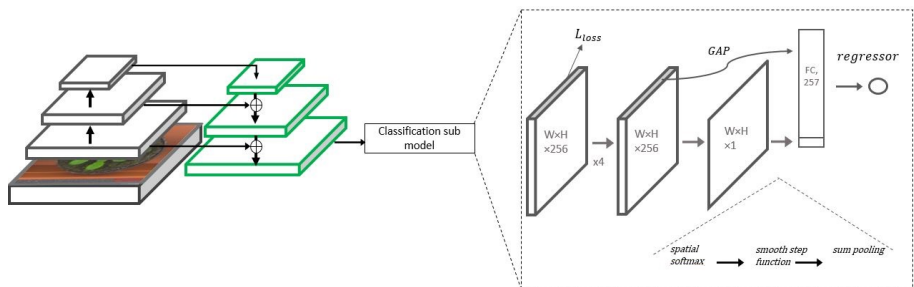 Classification sub
model
L_loss
W×H
×256
x4
W×H
×256
GAP
W×H
×1
FC,
257
regressor
spatial
softmax
smooth step
function
sum pooling